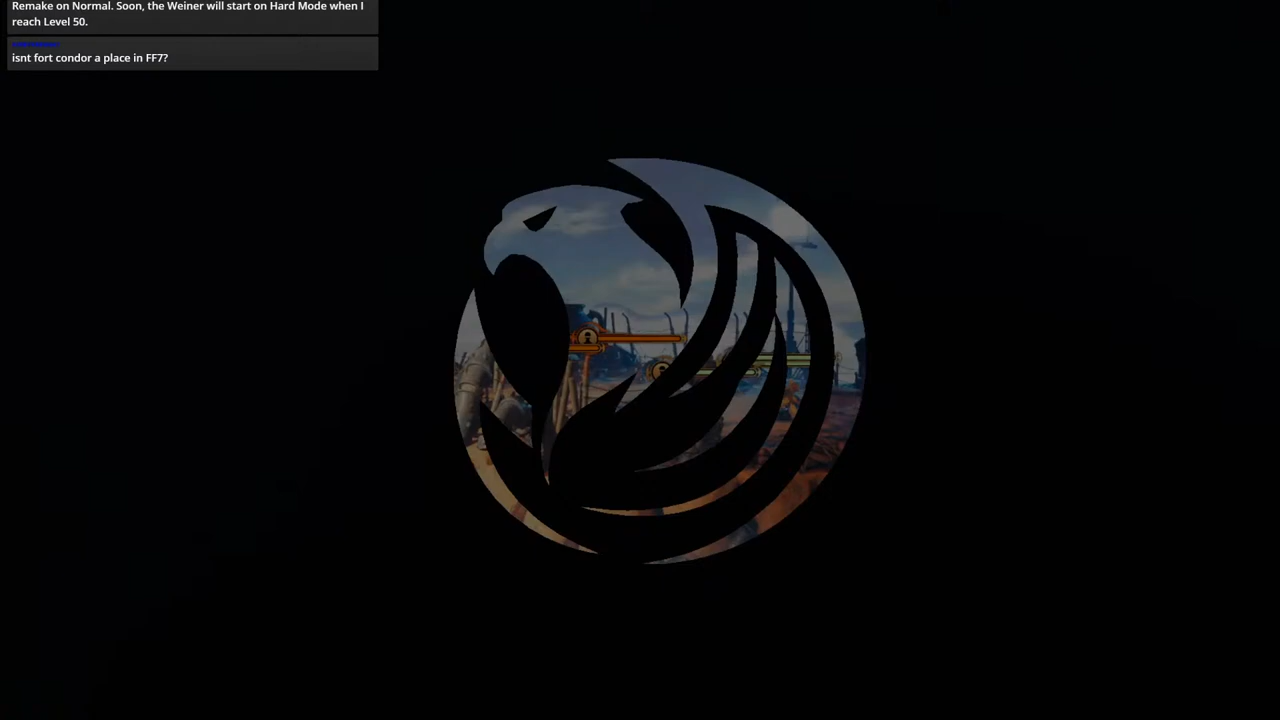 Remake on Normal. Soon, the Weiner will start on Hard Mode when I
reach Level 50.
isnt fort condor a place in FF7?